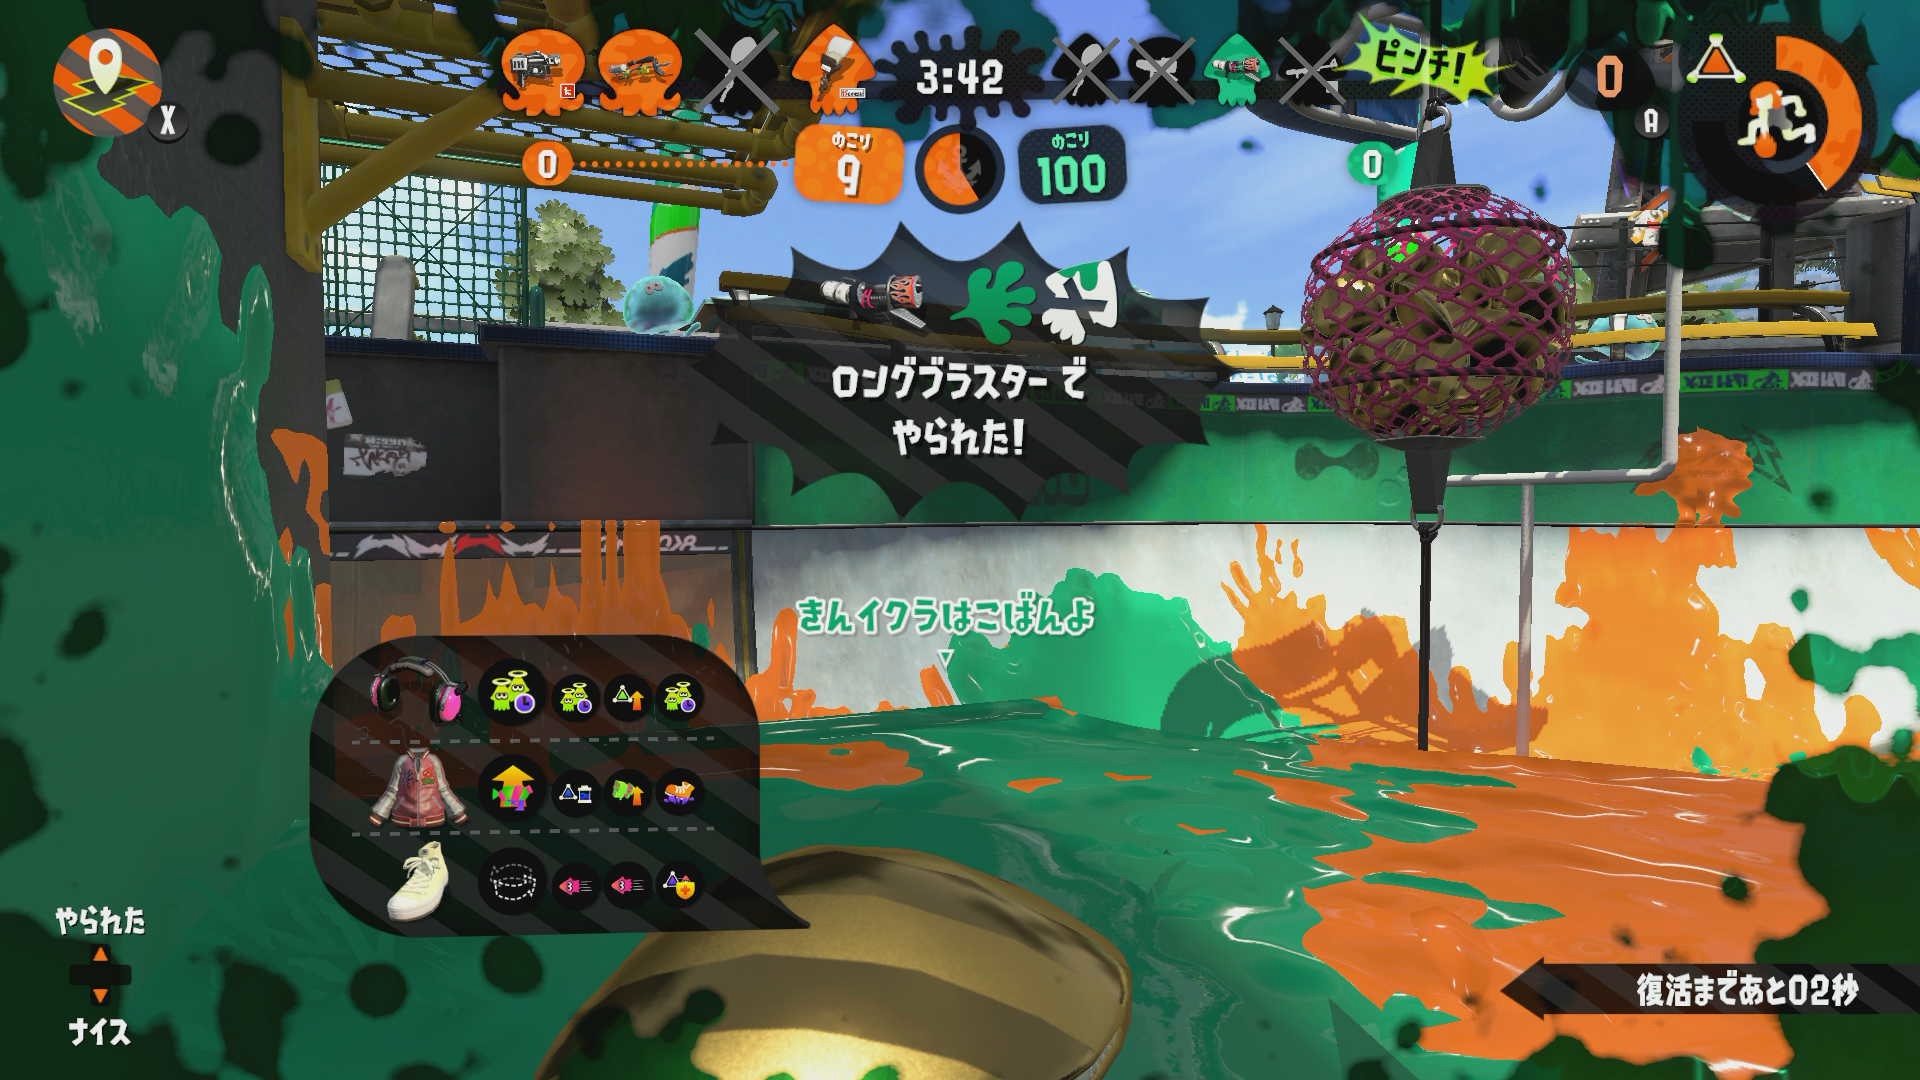 X
3:42
ピンチ!
0
A
0
のこり
9
のこり
100
0
ロングブラスター で
やられた!
きんイクラはこばんよ
やられた
ナイス
復活まであと02秒